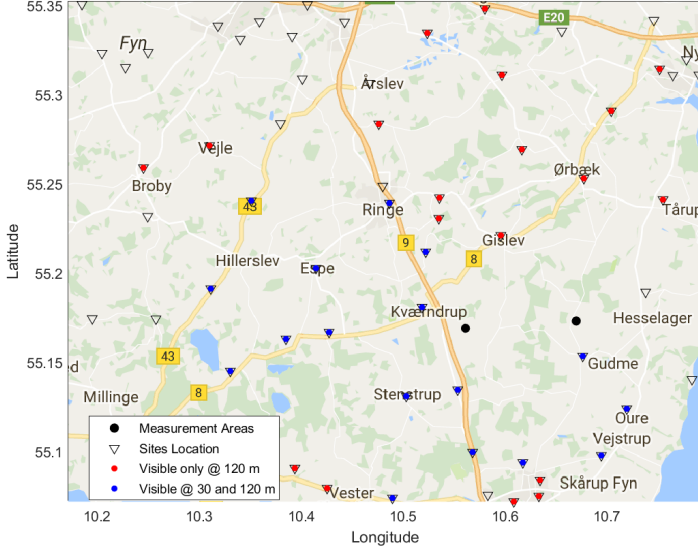 55.35
E20
Fyn
Ny
Årslev
55.3
Vejle
Ørbæk
Broby
55.25
43
Ringe
Tårup
9
Gislev
Hillerslev
8
Espe
55.2
Latitude
Kværndrup
Hesselager
55.15
43
Gudme
d
8
Millinge
Stenstrup
Oure
Vejstrup
55.1
Measurement Areas
Sites Location
Visible only @ 120 m
Visible @ 30 and 120 m
Skårup Fyn
Vester
10.2
10.3
10.4
10.5
10.6
10.7
Longitude